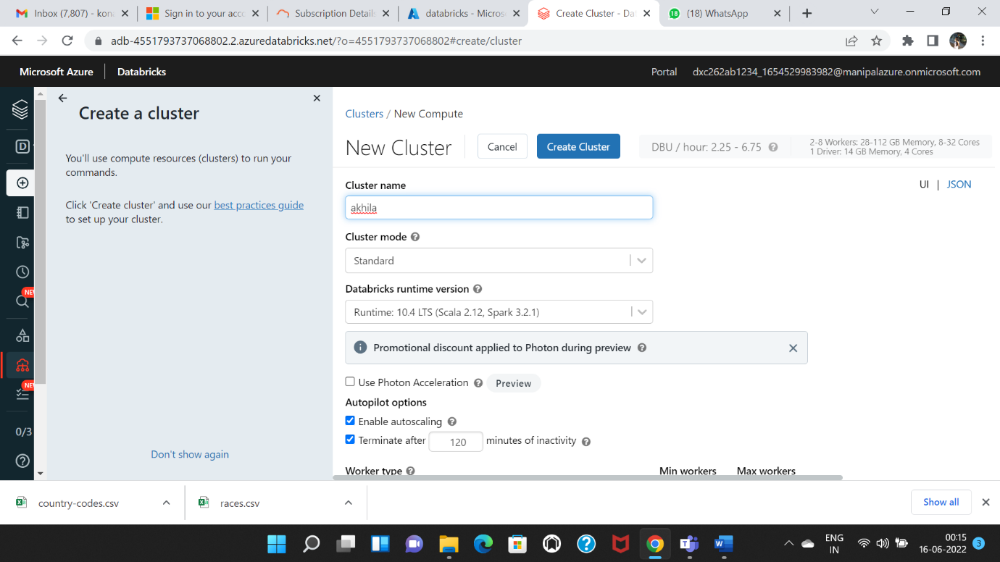 Inbox (7,807) - kona
Sign in to your acco
Subscription Details
databricks - Micros
Create Cluster - Dat
(18) WhatsApp
adb-4551793737068802.2.azuredatabricks.net/?o=4551793737068802#create/cluster
Microsoft Azure
Databricks
Portal
dxc262ab1234_1654529983982@manipalazure.onmicrosoft.com
Create a cluster
You'll use compute resources (clusters) to run your
commands.
Click 'Create cluster' and use our best practices guide
to set up your cluster.
Don't show again
D
NEW
NEW
0/3
Clusters / New Compute
New Cluster
Cancel
Create Cluster
DBU / hour: 2.25 - 6.75
2-8 Workers: 28-112 GB Memory, 8-32 Cores
1 Driver: 14 GB Memory, 4 Cores
UI | JSON
Cluster name
akhila
Cluster mode
Standard
Databricks runtime version
Runtime: 10.4 LTS (Scala 2.12, Spark 3.2.1)
Promotional discount applied to Photon during preview
Use Photon Acceleration
Preview
Autopilot options
Enable autoscaling
Terminate after 120 minutes of inactivity
Worker type
Min workers
Max workers
country-codes.csv
races.csv
Show all
ENG
IN
00:15
16-06-2022
3